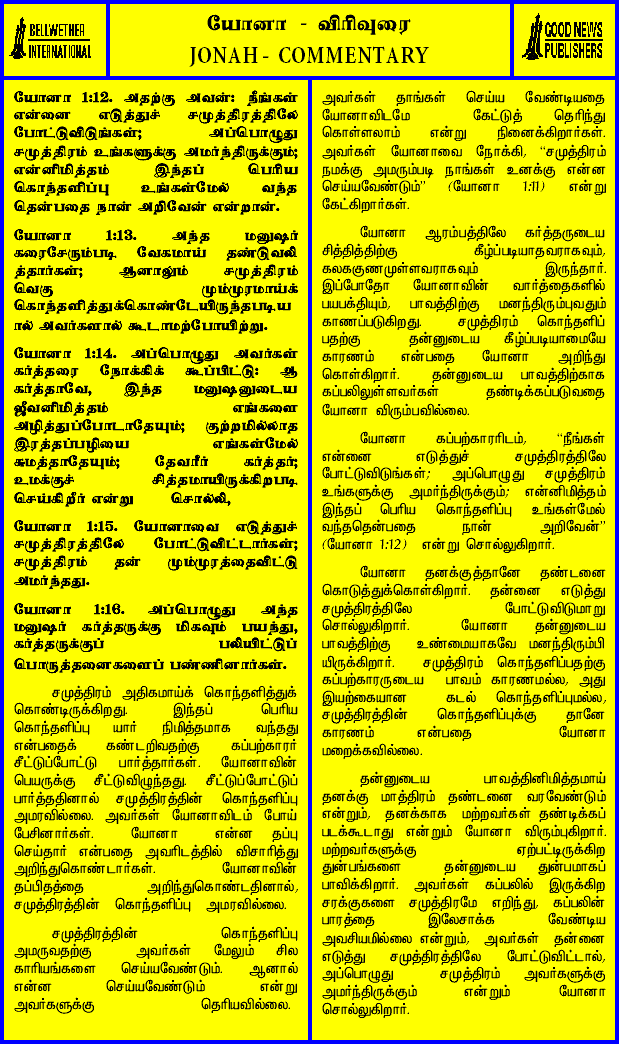 BELLWETHER
INTERNATIONAL
யோனா - விரிவுரை
JONAH - COMMENTARY
GOOD NEWS
PUBLISHERS
யோனா 1:12. அதற்கு அவன்: நீங்கள்
என்னை எடுத்துச் சமுத்திரத்திலே
போட்டுவிடுங்கள்; அப்பொழுது
சமுத்திரம் உங்களுக்கு அமர்ந்திருக்கும்;
என்னிமித்தம் இந்தப் பெரிய
கொந்தளிப்பு உங்கள்மேல் வந்த
தென்பதை நான் அறிவேன் என்றான்.
யோனா 1:13. அந்த மனுஷர்
கரைசேரும்படி வேகமாய் தண்டுவலி
த்தார்கள்; ஆனாலும் சமுத்திரம்
வெகு மும்முரமாய்க்
கொந்தளித்துக்கொண்டேயிருந்தபடிய
ால் அவர்களால் கூடாமற்போயிற்று.
யோனா 1:14. அப்பொழுது அவர்கள்
கர்த்தரை நோக்கிக் கூப்பிட்டு: ஆ
கர்த்தாவே, இந்த மனுஷனுடைய
ஜீவனிமித்தம் எங்களை
அழித்துப்போடாதேயும்; குற்றமில்லாத
இரத்தப்பழியை எங்கள்மேல்
சுமத்தாதேயும்; தேவரீர் கர்த்தர்;
உமக்குச் சித்தமாயிருக்கிறபடி
செய்கிறீர் என்று சொல்லி,
யோனா 1:15. யோனாவை எடுத்துச்
சமுத்திரத்திலே போட்டுவிட்டார்கள்;
சமுத்திரம் தன் மும்முரத்தைவிட்டு
அமர்ந்தது.
யோனா 1:16. அப்பொழுது அந்த
மனுஷர் கர்த்தருக்கு மிகவும் பயந்து,
கர்த்தருக்குப் பலியிட்டுப்
பொருத்தனைகளைப் பண்ணினார்கள்.
சமுத்திரம் அதிகமாய்க் கொந்தளித்துக்
கொண்டிருக்கிறது. இந்தப் பெரிய
கொந்தளிப்பு யார் நிமித்தமாக வந்தது
என்பதைக் கண்டறிவதற்கு கப்பற்காரர்
சீட்டுப்போட்டு பார்த்தார்கள். யோனாவின்
பெயருக்கு சீட்டுவிழுந்தது. சீட்டுப்போட்டுப்
பார்த்ததினால் சமுத்திரத்தின் கொந்தளிப்பு
அமரவில்லை. அவர்கள் யோனாவிடம் போய்
பேசினார்கள். யோனா என்ன தப்பு
செய்தார் என்பதை அவரிடத்தில் விசாரித்து
அறிந்துகொண்டார்கள். யோனாவின்
தப்பிதத்தை அறிந்துகொண்டதினால்,
சமுத்திரத்தின் கொந்தளிப்பு அமரவில்லை.
சமுத்திரத்தின் கொந்தளிப்பு
அமருவதற்கு அவர்கள் மேலும் சில
காரியங்களை செய்யவேண்டும். ஆனால்
என்ன செய்யவேண்டும் என்று
அவர்களுக்கு தெரியவில்லை.
அவர்கள் தாங்கள் செய்ய வேண்டியதை
யோனாவிடமே கேட்டுத் தெரிந்து
கொள்ளலாம் என்று நினைக்கிறார்கள்.
அவர்கள் யோனாவை நோக்கி, “சமுத்திரம்
நமக்கு அமரும்படி நாங்கள் உனக்கு என்ன
செய்யவேண்டும்” (யோனா 1:11) என்று
கேட்கிறார்கள்.
யோனா ஆரம்பத்திலே கர்த்தருடைய
சித்தித்திற்கு கீழ்ப்படியாதவராகவும்,
கலககுணமுள்ளவராகவும் இருந்தார்.
இப்போதோ யோனாவின் வார்த்தைகளில்
பயபக்தியும், பாவத்திற்கு மனந்திரும்புவதும்
காணப்படுகிறது. சமுத்திரம் கொந்தளிப்
பதற்கு தன்னுடைய கீழ்ப்படியாமையே
காரணம் என்பதை யோனா அறிந்து
கொள்கிறார். தன்னுடைய பாவத்திற்காக
கப்பலிலுள்ளவர்கள் தண்டிக்கப்படுவதை
யோனா விரும்பவில்லை.
யோனா கப்பற்காரரிடம், “நீங்கள்
என்னை எடுத்துச் சமுத்திரத்திலே
போட்டுவிடுங்கள்; அப்பொழுது சமுத்திரம்
உங்களுக்கு அமர்ந்திருக்கும்; என்னிமித்தம்
இந்தப் பெரிய கொந்தளிப்பு உங்கள்மேல்
வந்ததென்பதை நான் அறிவேன்”
(யோனா 1:12) என்று சொல்லுகிறார்.
யோனா தனக்குத்தானே தண்டனை
கொடுத்துக்கொள்கிறார். தன்னை எடுத்து
சமுத்திரத்திலே போட்டுவிடுமாறு
சொல்லுகிறார். யோனா தன்னுடைய
பாவத்திற்கு உண்மையாகவே மனந்திரும்பி
யிருக்கிறார். சமுத்திரம் கொந்தளிப்பதற்கு
கப்பற்காரருடைய பாவம் காரணமல்ல, அது
இயற்கையான கடல் கொந்தளிப்புமல்ல,
சமுத்திரத்தின் கொந்தளிப்புக்கு தானே
காரணம் என்பதை யோனா
மறைக்கவில்லை.
தன்னுடைய பாவத்தினிமித்தமாய்
தனக்கு மாத்திரம் தண்டனை வரவேண்டும்
என்றும், தனக்காக மற்றவர்கள் தண்டிக்கப்
படக்கூடாது என்றும் யோனா விரும்புகிறார்.
மற்றவர்களுக்கு ஏற்பட்டிருக்கிற
துன்பங்களை தன்னுடைய துன்பமாகப்
பாவிக்கிறார். அவர்கள் கப்பலில் இருக்கிற
சரக்குகளை சமுத்திரமே எறிந்து, கப்பலின்
பாரத்தை இலேசாக்க வேண்டிய
அவசியமில்லை என்றும், அவர்கள் தன்னை
எடுத்து சமுத்திரத்திலே போட்டுவிட்டால்,
அப்பொழுது சமுத்திரம் அவர்களுக்கு
அமர்ந்திருக்கும் என்றும் யோனா
சொல்லுகிறார்.